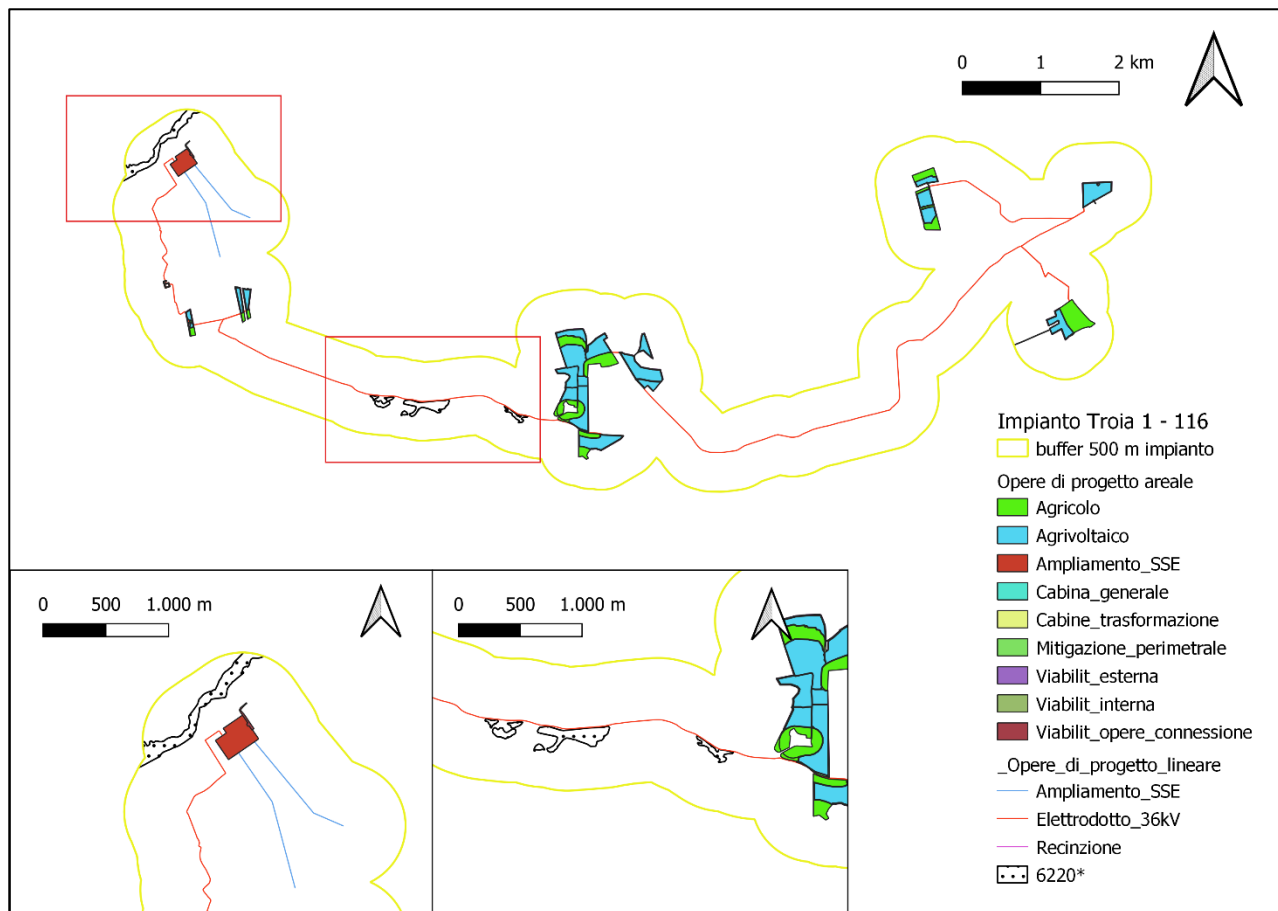 0 1 2 km
Impianto Troia 1 - 116
buffer 500 m impianto
Opere di progetto areale
Agricolo
Agrivoltaico
Ampliamento_SSE
Cabina_generale
Cabine_trasformazione
Mitigazione_perimetrale
Viabilit_esterna
Viabilit_interna
Viabilit_opere_connessione
_Opere_di_progetto_lineare
Ampliamento_SSE
Elettrodotto_36kV
Recinzione
6220*
0 500 1.000 m
0 500 1.000 m